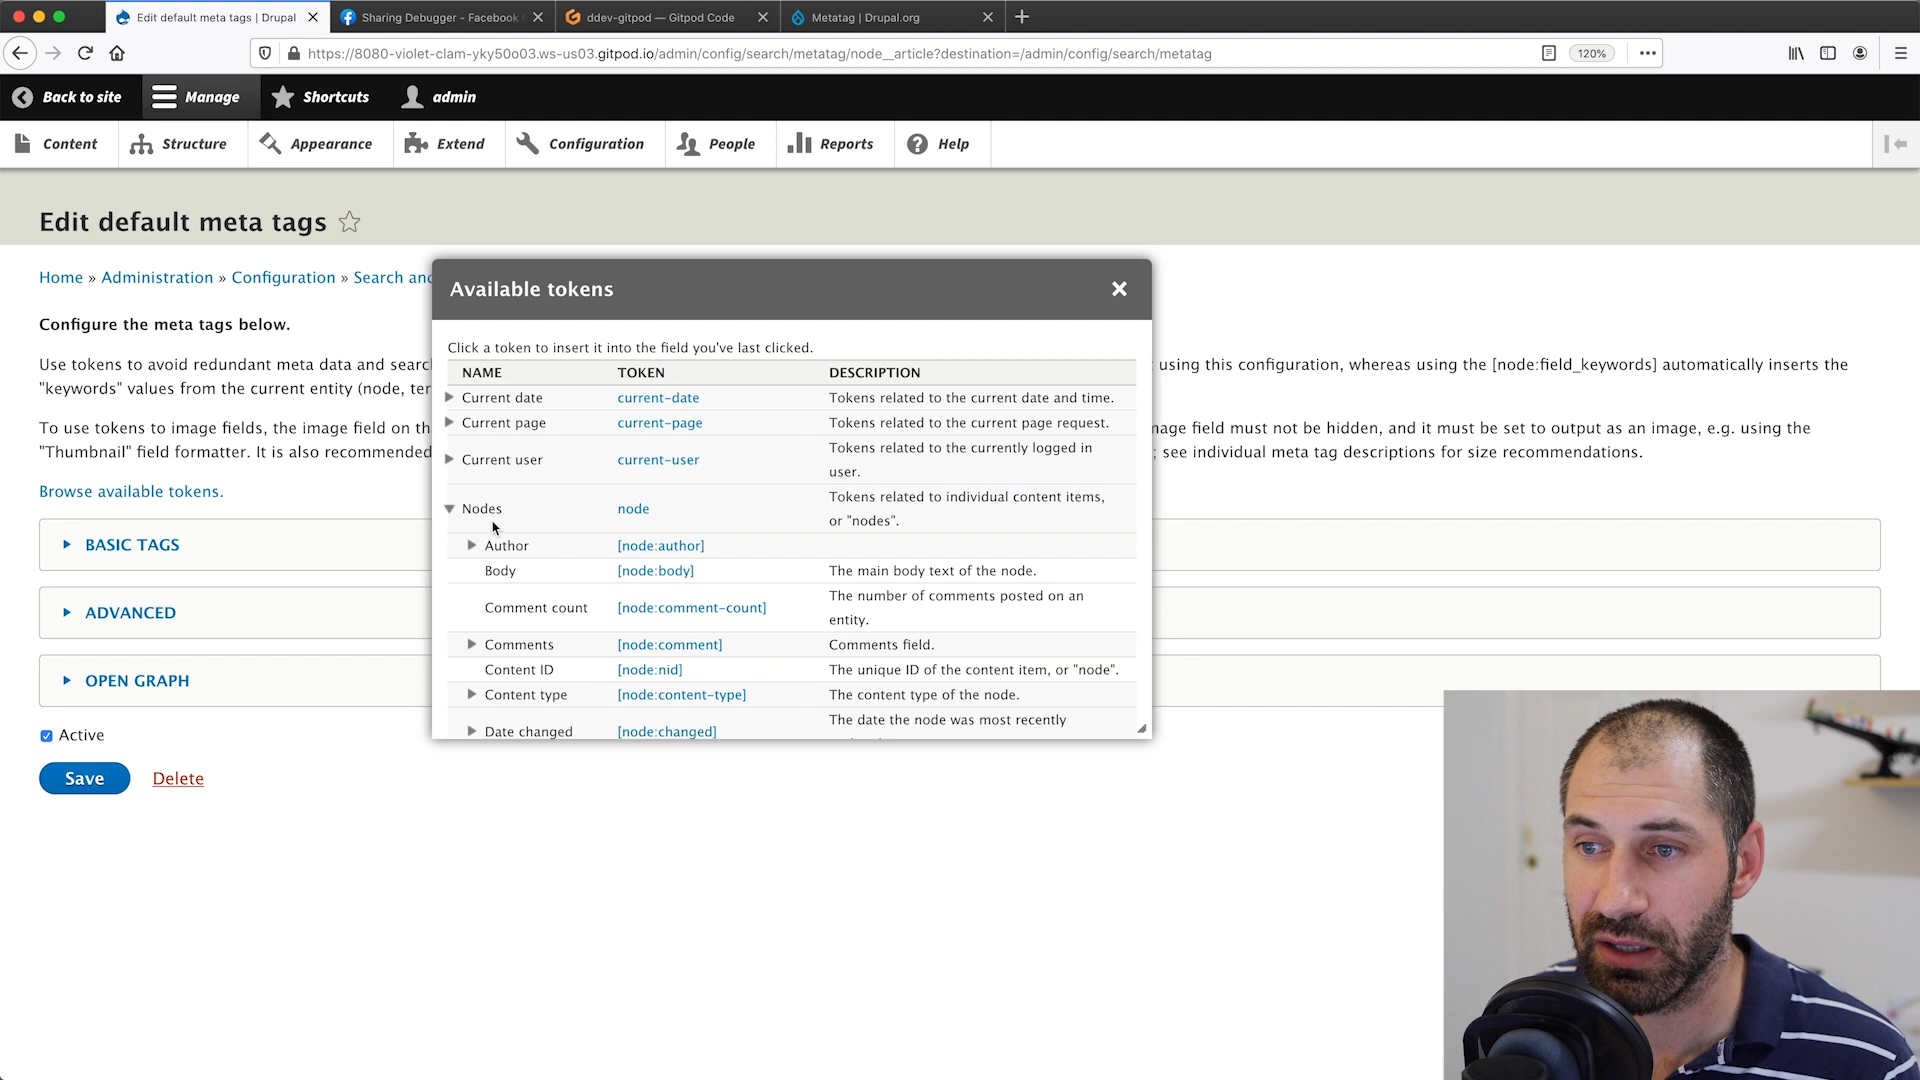 Edit default meta tags | Drupal
Sharing Debugger - Facebook
ddev-gitpod — Gitpod Code
Metatag | Drupal.org
https://8080-violet-clam-yky50o03.ws-us03.gitpod.io/admin/config/search/metatag/node__article?destination=/admin/config/search/metatag
120%
Back to site
Manage
Shortcuts
admin
Content
Structure
Appearance
Extend
Configuration
People
Reports
Help
Edit default meta tags
Home » Administration » Configuration » Search and
Configure the meta tags below.
Use tokens to avoid redundant meta data and searc
using this configuration, whereas using the [node:field_keywords] automatically inserts the
"keywords" values from the current entity (node, ter
To use tokens to image fields, the image field on th
mage field must not be hidden, and it must be set to output as an image, e.g. using the
"Thumbnail" field formatter. It is also recommended
; see individual meta tag descriptions for size recommendations.
Browse available tokens.
BASIC TAGS
ADVANCED
OPEN GRAPH
Active
Save
Delete
Available tokens
Click a token to insert it into the field you've last clicked.
NAME TOKEN DESCRIPTION
Current date current-date Tokens related to the current date and time.
Current page current-page Tokens related to the current page request.
Current user current-user Tokens related to the currently logged in
user.
Nodes node Tokens related to individual content items,
or "nodes".
Author [node:author]
Body [node:body] The main body text of the node.
Comment count [node:comment-count] The number of comments posted on an
entity.
Comments [node:comment] Comments field.
Content ID [node:nid] The unique ID of the content item, or "node".
Content type [node:content-type] The content type of the node.
Date changed [node:changed] The date the node was most recently